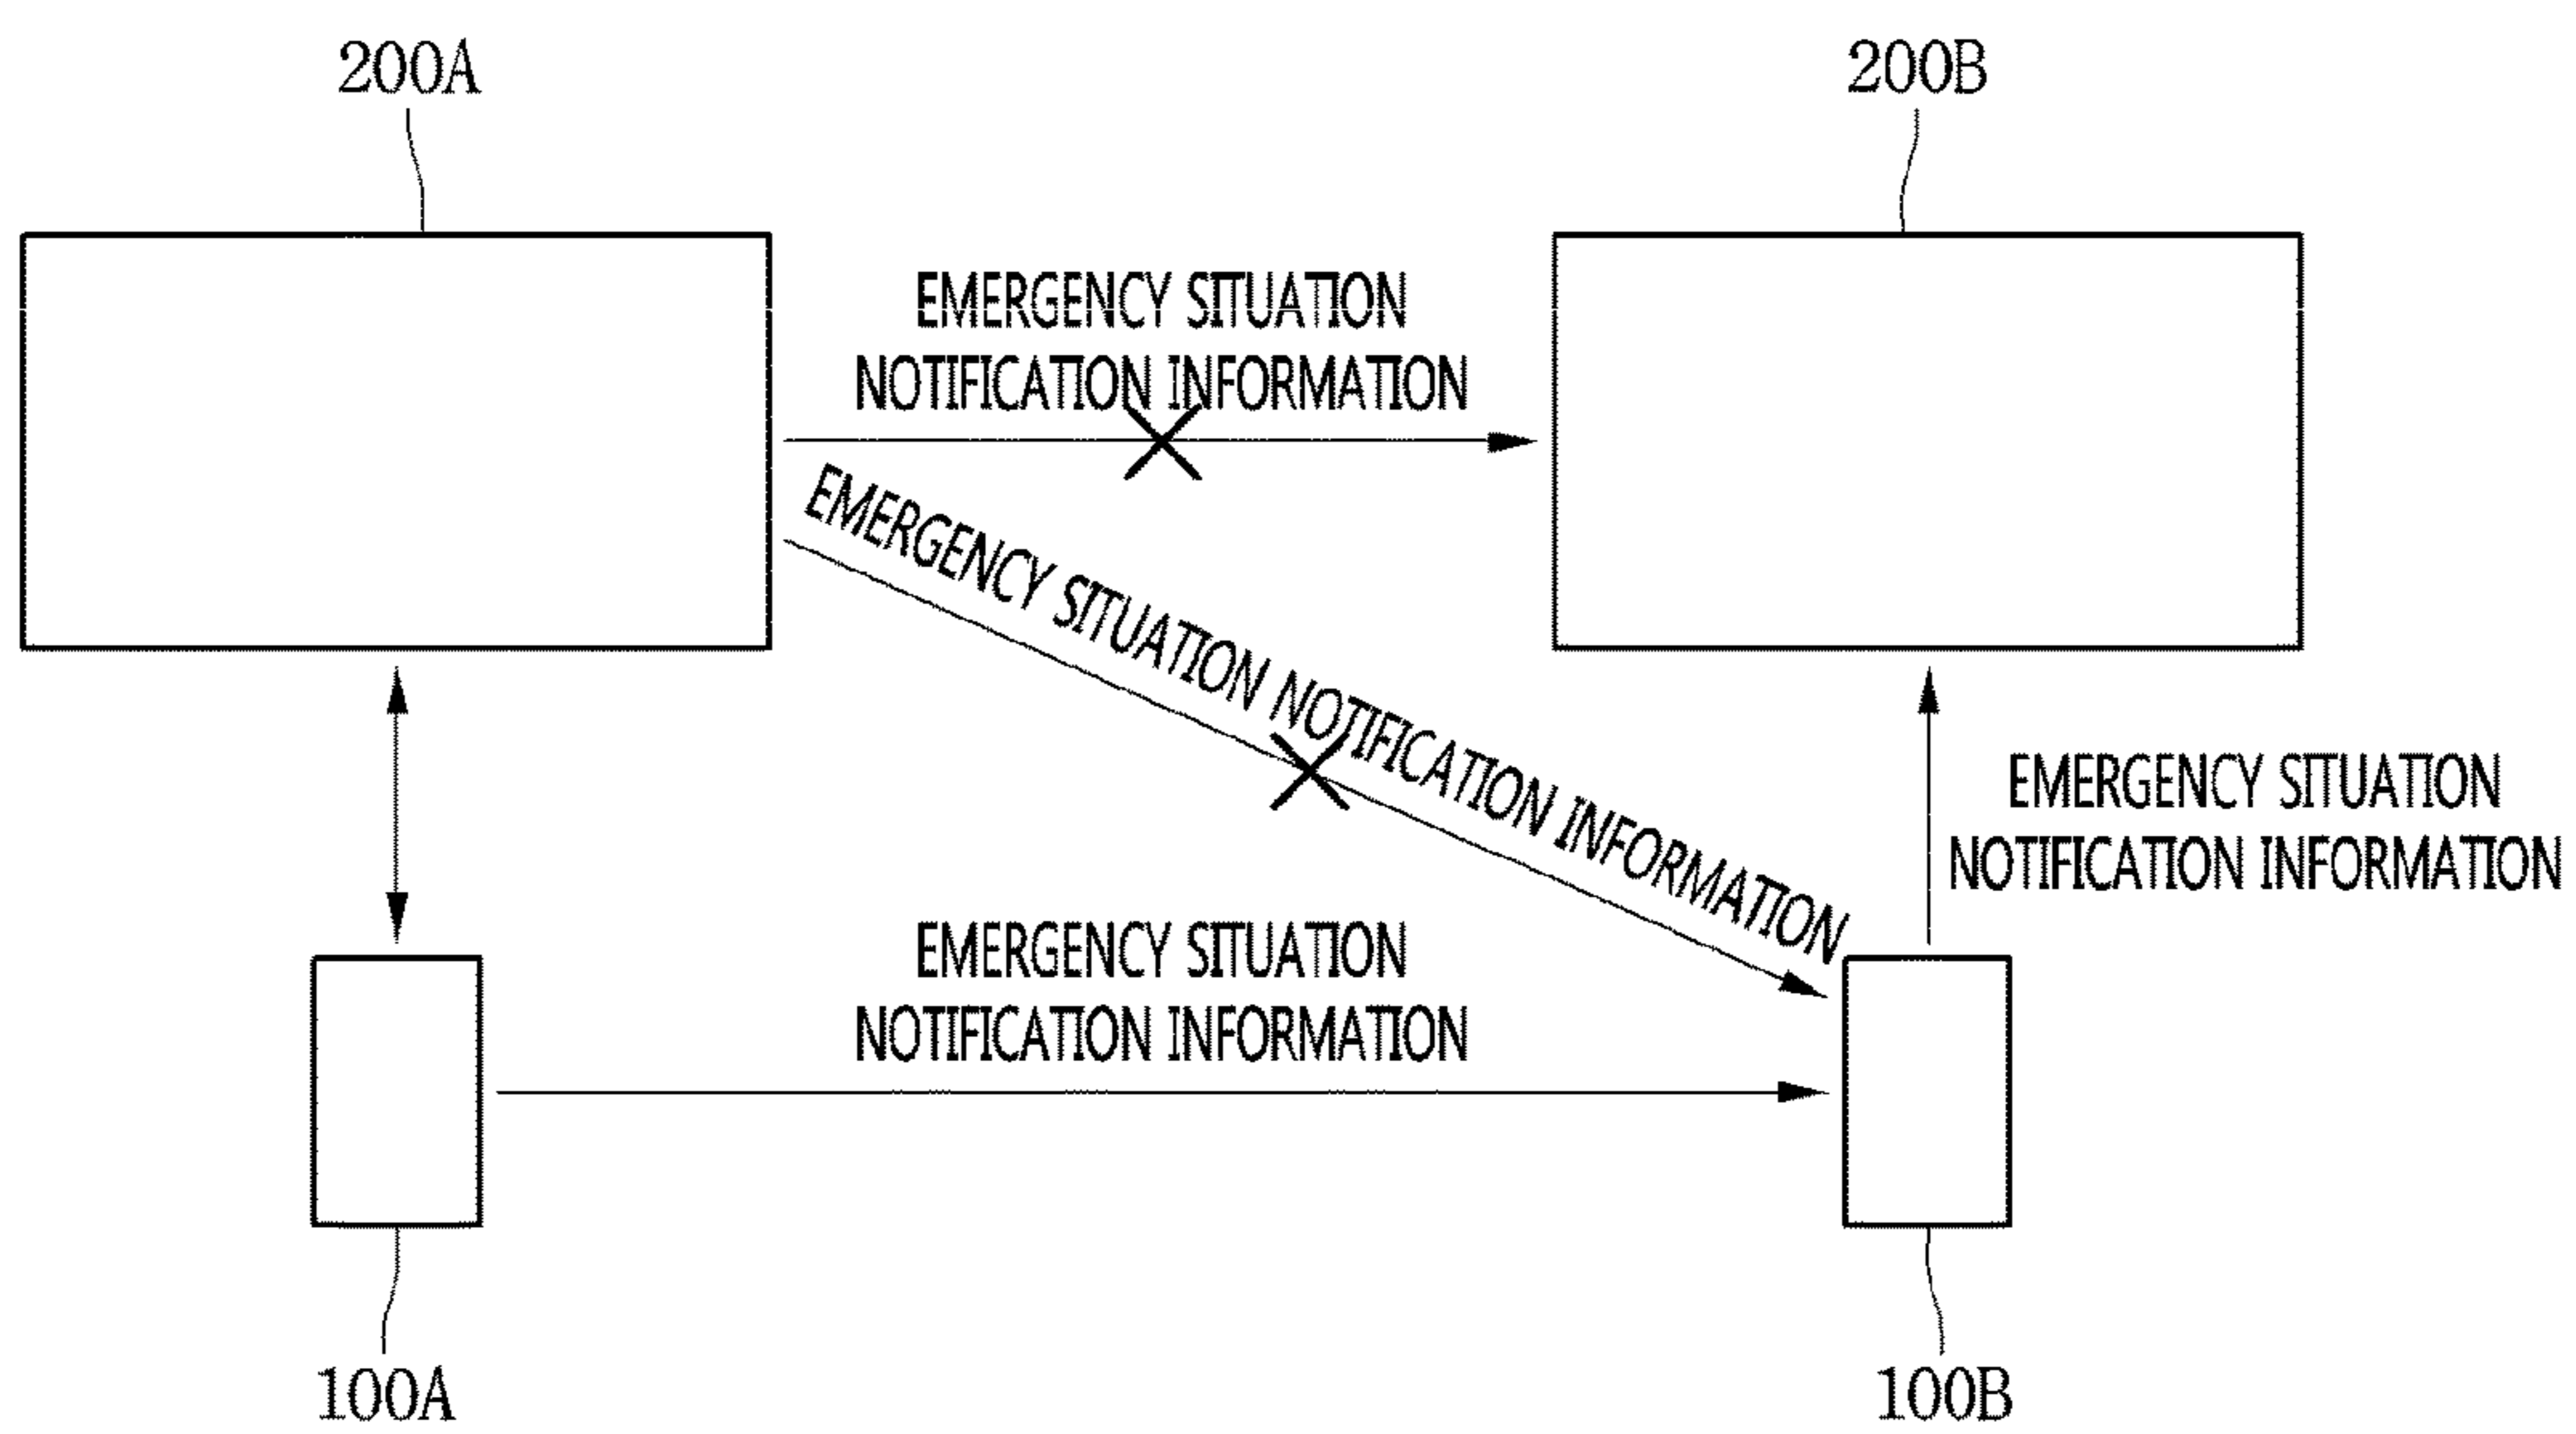 200A
200B
EMERGENCY SITUATION
NOTIFICATION INFORMATION
EMERGENCY SITUATION NOTIFICATION INFORMATION
EMERGENCY SITUATION
NOTIFICATION INFORMATION
EMERGENCY SITUATION
NOTIFICATION INFORMATION
100A
100B